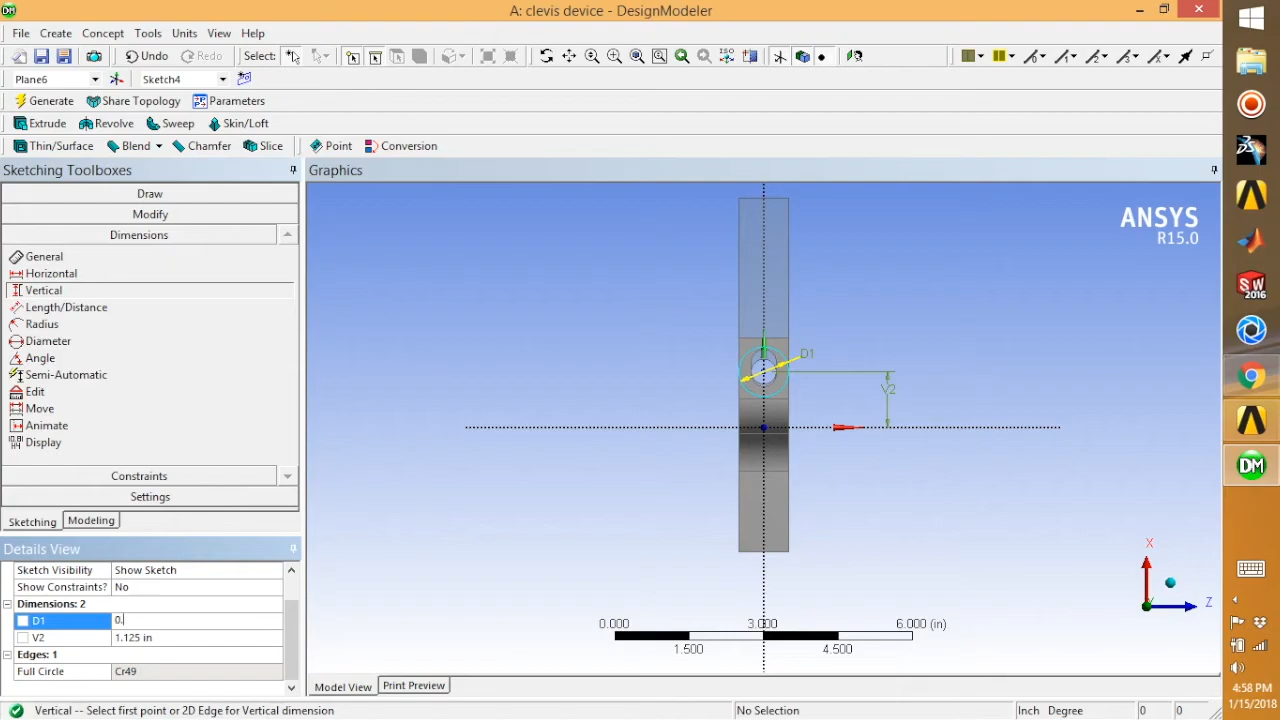 DM
A: clevis device - DesignModeler
File Create Concept Tools Units View Help
Undo Redo Select:
Plane6 Sketch4
Generate Share Topology Parameters
Extrude Revolve Sweep Skin/Loft
Thin/Surface Blend Chamfer Slice Point Conversion
Sketching Toolboxes
Graphics
Draw
Modify
Dimensions
General
Horizontal
Vertical
Length/Distance
Radius
Diameter
Angle
Semi-Automatic
Edit
Move
Animate
Display
Constraints
Settings
Sketching Modeling
Details View
Sketch Visibility Show Sketch
Show Constraints? No
Dimensions: 2
D1 0.
V2 1.125 in
Edges: 1
Full Circle Cr49
ANSYS
R15.0
D1
V2
X
Z
0.000 3.000 6.000 (in)
1.500 4.500
Model View Print Preview
Vertical -- Select first point or 2D Edge for Vertical dimension
No Selection
Inch Degree 0 0
SW
2016
DM
4:58 PM
1/15/2018